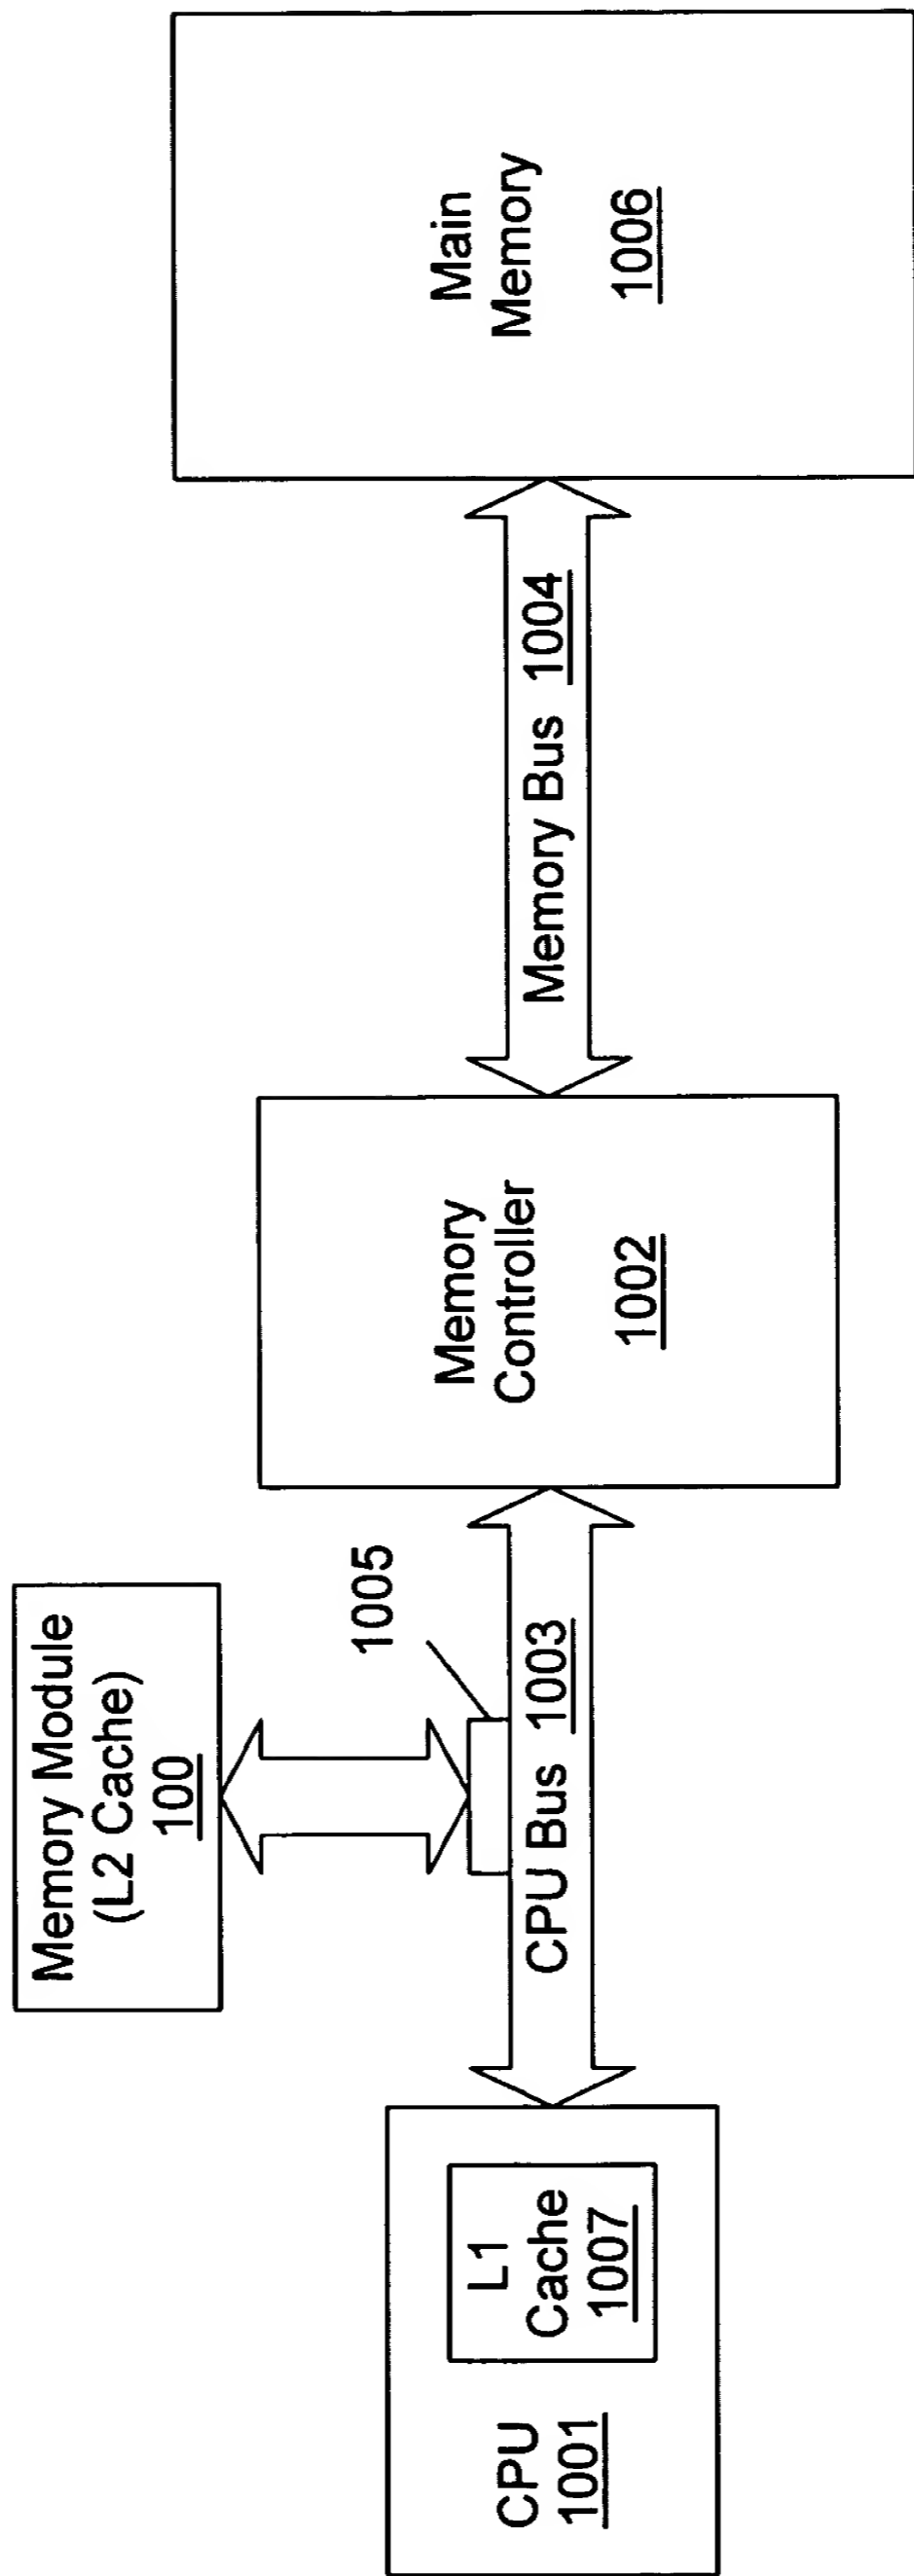 Memory Module
(L2 Cache)
100
1005
CPU
1001
L1
Cache
1007
CPU Bus 1003
Memory
Controller
1002
Memory Bus 1004
Main
Memory
1006